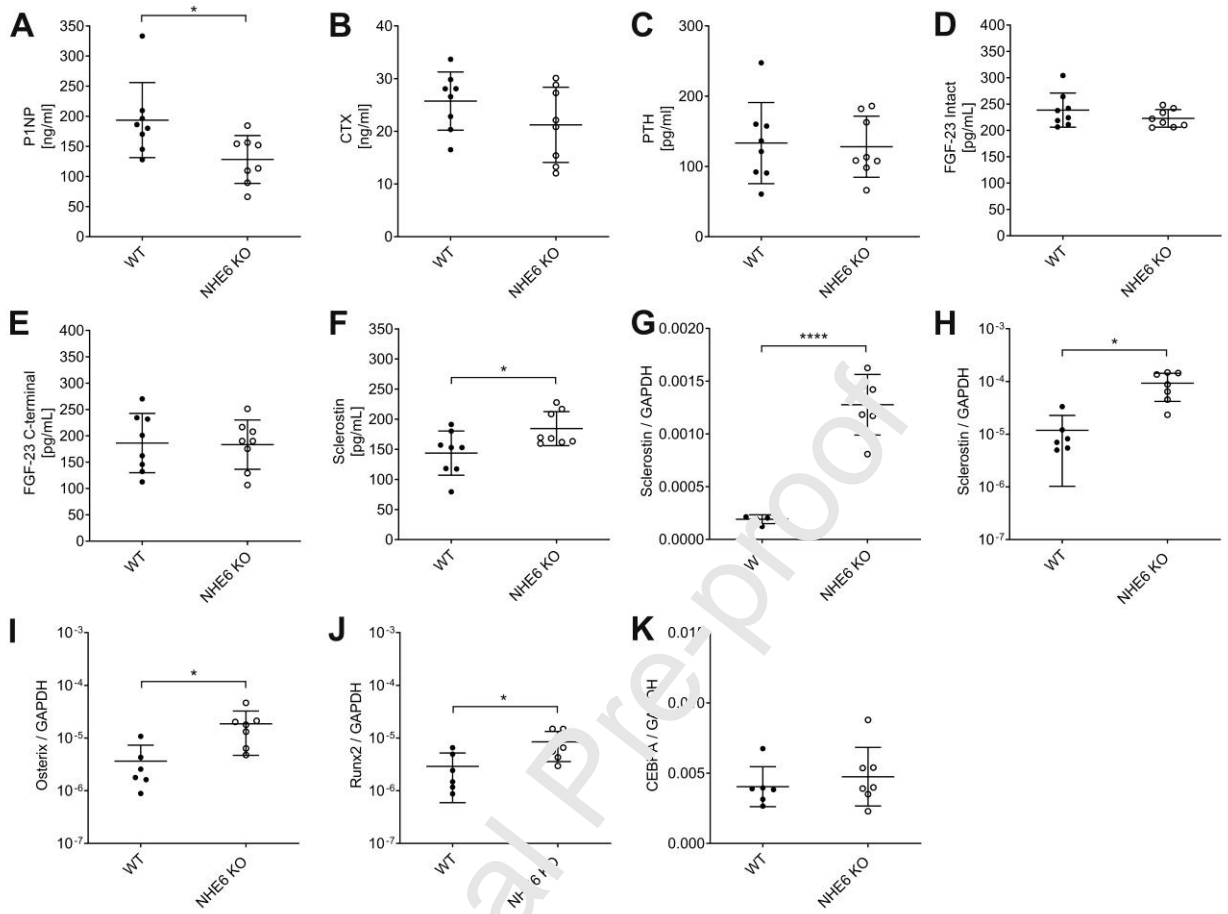 A
*
350
300
250
200
150
100
50
0
P1NP
[ng/ml]
WT
NHE6 KO
B
40
30
20
10
0
CTX
[ng/ml]
WT
NHE6 KO
C
300
200
100
0
PTH
[pg/ml]
WT
NHE6 KO
D
400
350
300
250
200
150
100
50
0
FGF-23 Intact
[pg/mL]
WT
NHE6 KO
E
400
350
300
250
200
150
100
50
0
FGF-23 C-terminal
[pg/mL]
WT
NHE6 KO
F
*
350
300
250
200
150
100
50
0
Sclerostin
[pg/mL]
WT
NHE6 KO
G
****
0.0020
0.0015
0.0010
0.0005
0.0000
Sclerostin / GAPDH
NHE6 KO
H
*
10⁻³
10⁻⁴
10⁻⁵
10⁻⁶
10⁻⁷
Sclerostin / GAPDH
WT
NHE6 KO
I
*
10⁻³
10⁻⁴
10⁻⁵
10⁻⁶
10⁻⁷
Osterix / GAPDH
WT
NHE6 KO
J
*
10⁻³
10⁻⁴
10⁻⁵
10⁻⁶
10⁻⁷
Runx2 / GAPDH
WT
KO
K
0.010
0.005
0.000
WT
NHE6 KO
al Pre-proof